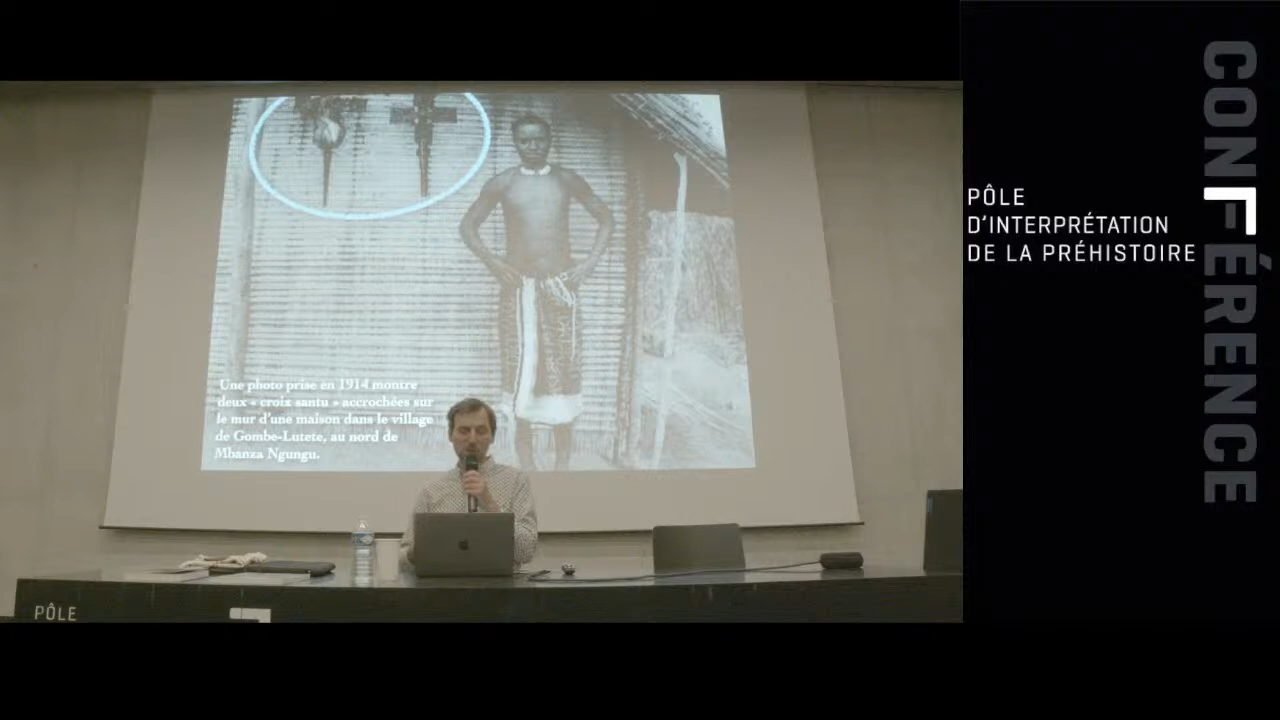 Une photo prise en 1914 montre
deux « croix santu » accrochées sur
le mur d'une maison dans le village
de Gombe-Lutete, au nord de
Mbanza Ngungu.
PÔLE
PÔLE
D'INTERPRÉTATION
DE LA PRÉHISTOIRE
CONFÉRENCE